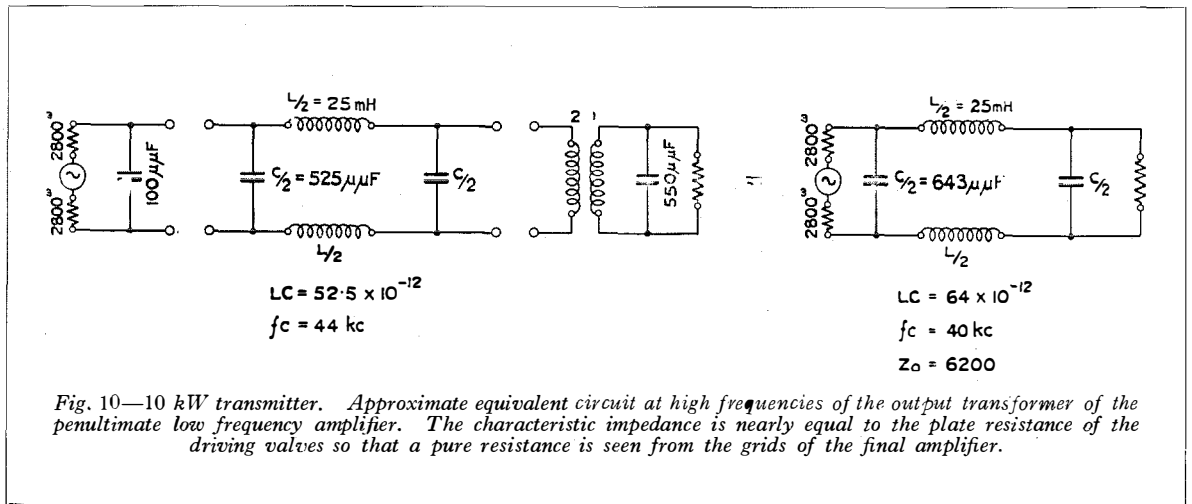 L/2 = 25mH
2800ω
2800ω
100μμF
C/2 = 525μμF
C/2
L/2
2 1
550μμF
=
L/2 = 25mH
2800ω
2800ω
C/2 = 643μμF
C/2
L/2
LC = 52·5 x 10⁻¹²
fc = 44 kc
LC = 64 x 10⁻¹²
fc = 40 kc
Zo = 6200
Fig. 10—10 kW transmitter. Approximate equivalent circuit at high frequencies of the output transformer of the
penultimate low frequency amplifier. The characteristic impedance is nearly equal to the plate resistance of the
driving valves so that a pure resistance is seen from the grids of the final amplifier.